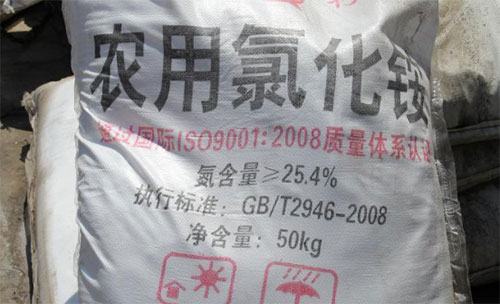 农用氯化铵
通过国际ISO9001:2008质量体系认证
氮含量≥25.4%
执行标准：GB/T2946-2008
净含量：50kg